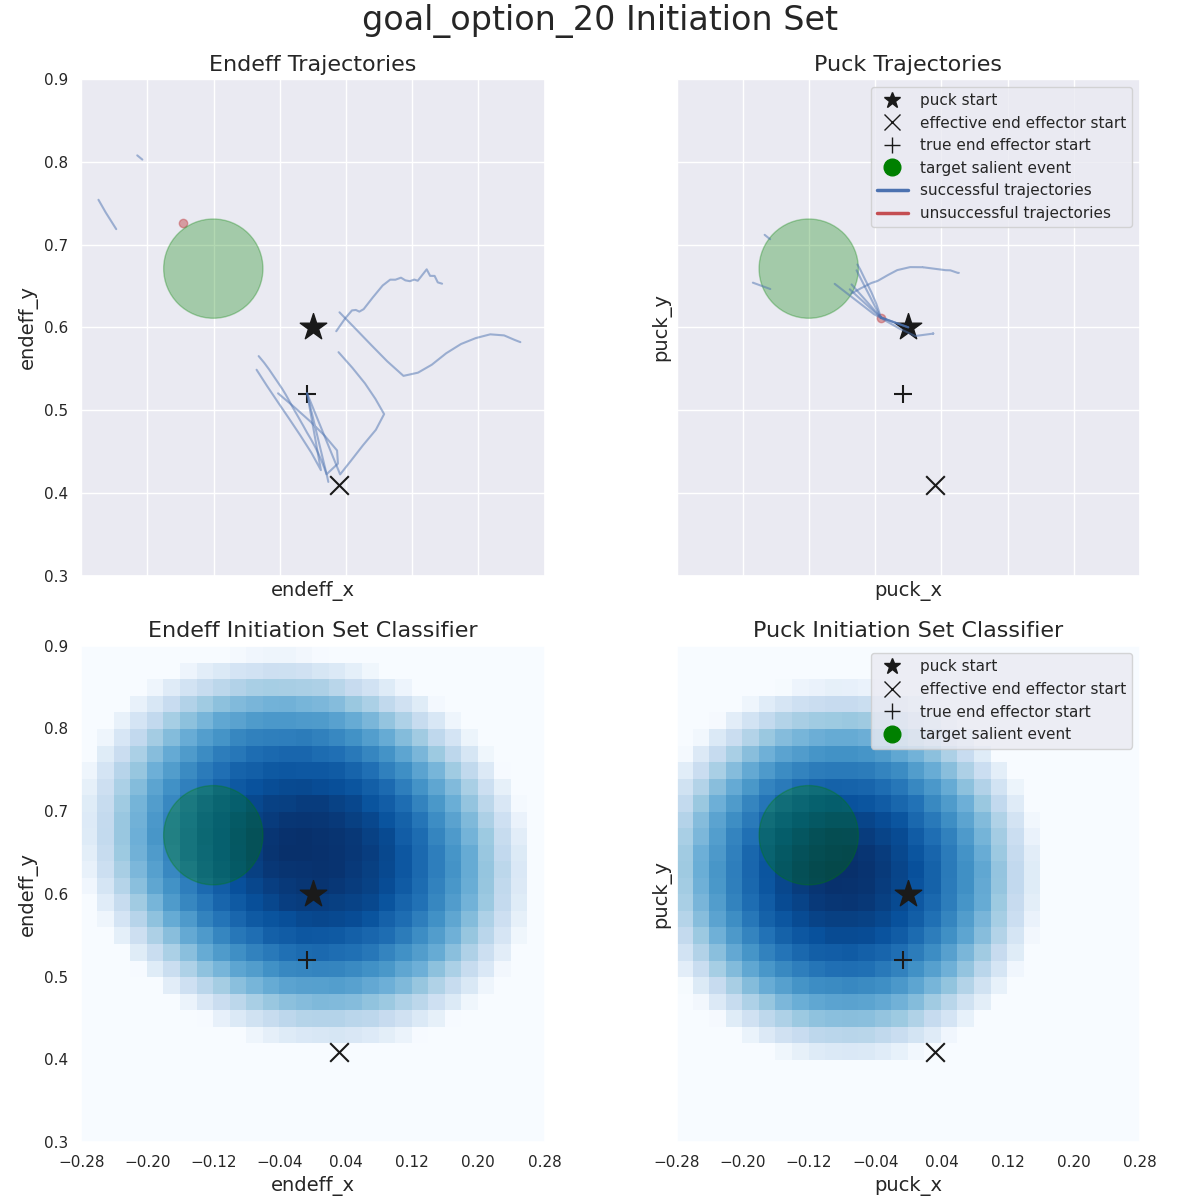 goal_option_20 Initiation Set
Endeff Trajectories
0.9
0.8
0.7
0.6
0.5
0.4
0.3
endeff_y
endeff_x
Puck Trajectories
puck start
effective end effector start
true end effector start
target salient event
successful trajectories
unsuccessful trajectories
puck_y
puck_x
Endeff Initiation Set Classifier
0.9
0.8
0.7
0.6
0.5
0.4
0.3
endeff_y
−0.28 −0.20 −0.12 −0.04 0.04 0.12 0.20 0.28
endeff_x
Puck Initiation Set Classifier
puck start
effective end effector start
true end effector start
target salient event
puck_y
−0.28 −0.20 −0.12 −0.04 0.04 0.12 0.20 0.28
puck_x